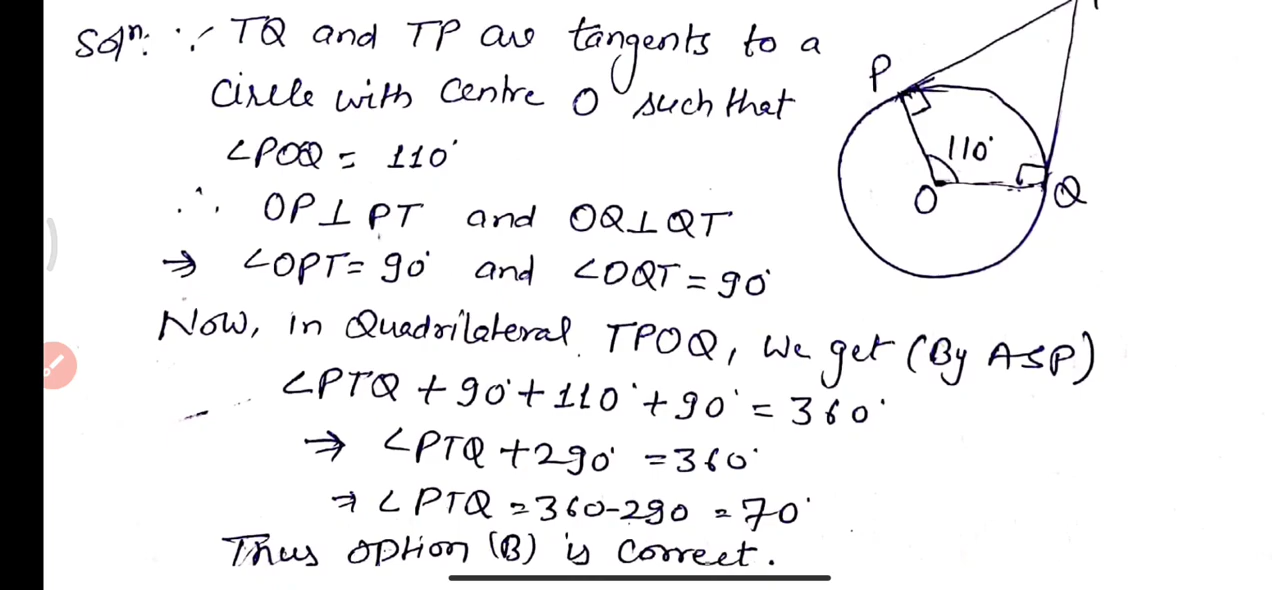 Solⁿ: ∵ TQ and TP are tangents to a
Circle with Centre O such that
∠POQ = 110°
∴ OP⊥PT and OQ⊥QT
⇒ ∠OPT = 90° and ∠OQT = 90°
Now, in Quadrilateral TPOQ, We get (By ASP)
∠PTQ + 90° + 110° + 90° = 360°
⇒ ∠PTQ + 290° = 360°
⇒ ∠PTQ = 360-290 = 70°
Thus option (B) is Correct.
P
110°
O
Q